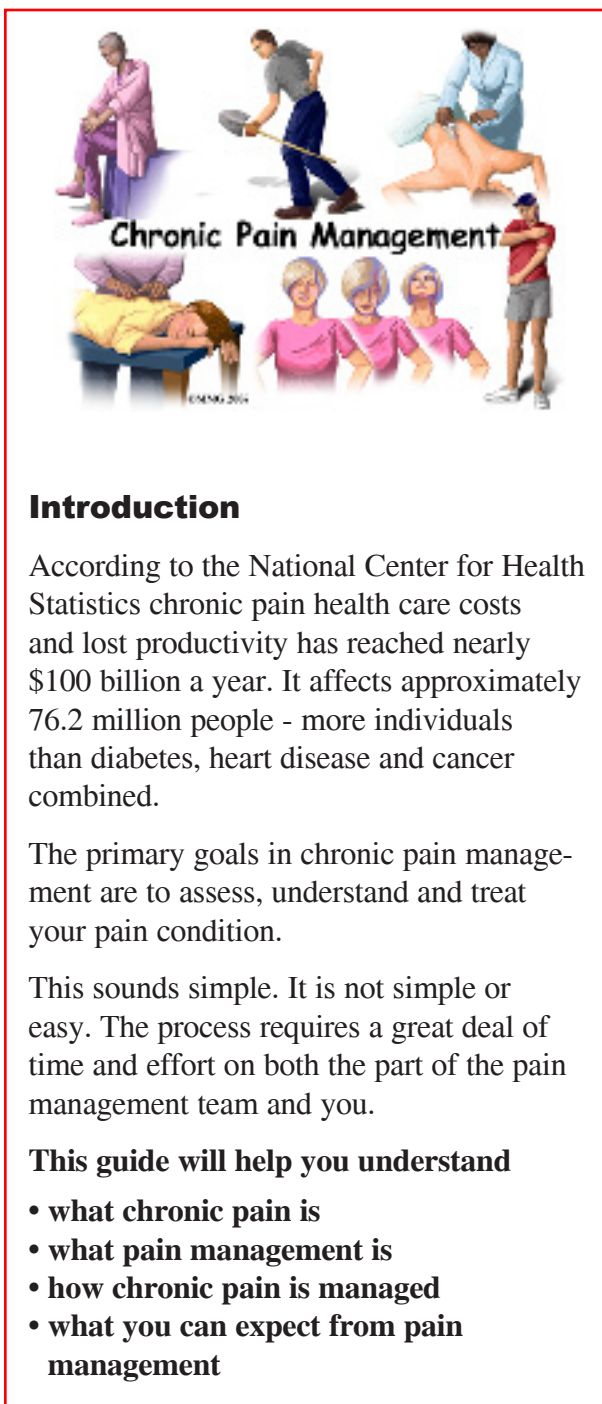 Chronic Pain Management
©MMG 2004
Introduction
According to the National Center for Health
Statistics chronic pain health care costs
and lost productivity has reached nearly
$100 billion a year. It affects approximately
76.2 million people - more individuals
than diabetes, heart disease and cancer
combined.
The primary goals in chronic pain manage-
ment are to assess, understand and treat
your pain condition.
This sounds simple. It is not simple or
easy. The process requires a great deal of
time and effort on both the part of the pain
management team and you.
This guide will help you understand
• what chronic pain is
• what pain management is
• how chronic pain is managed
• what you can expect from pain
management